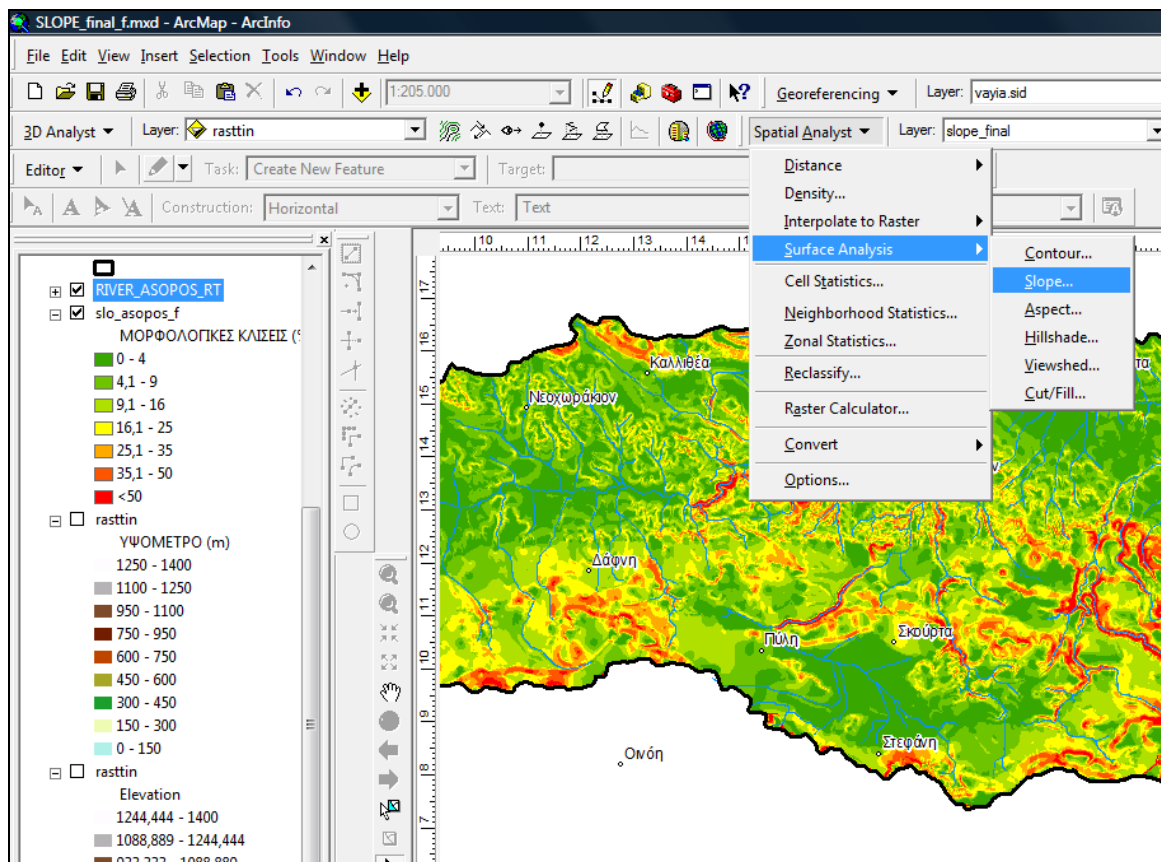 SLOPE_final_f.mxd - ArcMap - ArcInfo
File Edit View Insert Selection Tools Window Help
1:205.000 Georeferencing Layer: vayia.sid
3D Analyst Layer: rasttin Spatial Analyst Layer: slope_final
Editor Task: Create New Feature Target:
Construction: Horizontal Text: Text
Distance
Density...
Interpolate to Raster
Surface Analysis
Cell Statistics...
Neighborhood Statistics...
Zonal Statistics...
Reclassify...
Raster Calculator...
Convert
Options...
Contour...
Slope...
Aspect...
Hillshade...
Viewshed...
Cut/Fill...
RIVER_ASOPOS_RT
slo_asopos_f
ΜΟΡΦΟΛΟΓΙΚΕΣ ΚΛΙΣΕΙΣ (%
0 - 4
4,1 - 9
9,1 - 16
16,1 - 25
25,1 - 35
35,1 - 50
<50
rasttin
ΥΨΟΜΕΤΡΟ (m)
1250 - 1400
1100 - 1250
950 - 1100
750 - 950
600 - 750
450 - 600
300 - 450
150 - 300
0 - 150
rasttin
Elevation
1244,444 - 1400
1088,889 - 1244,444
933,333 - 1088,889
10 11 12 13 14
17
16
15
14
13
12
11
10
9
8
7
Καλλιθέα
Νεοχωράκιον
Δάφνη
Πύλη
Σκούρτα
Στεφάνη
Οινόη